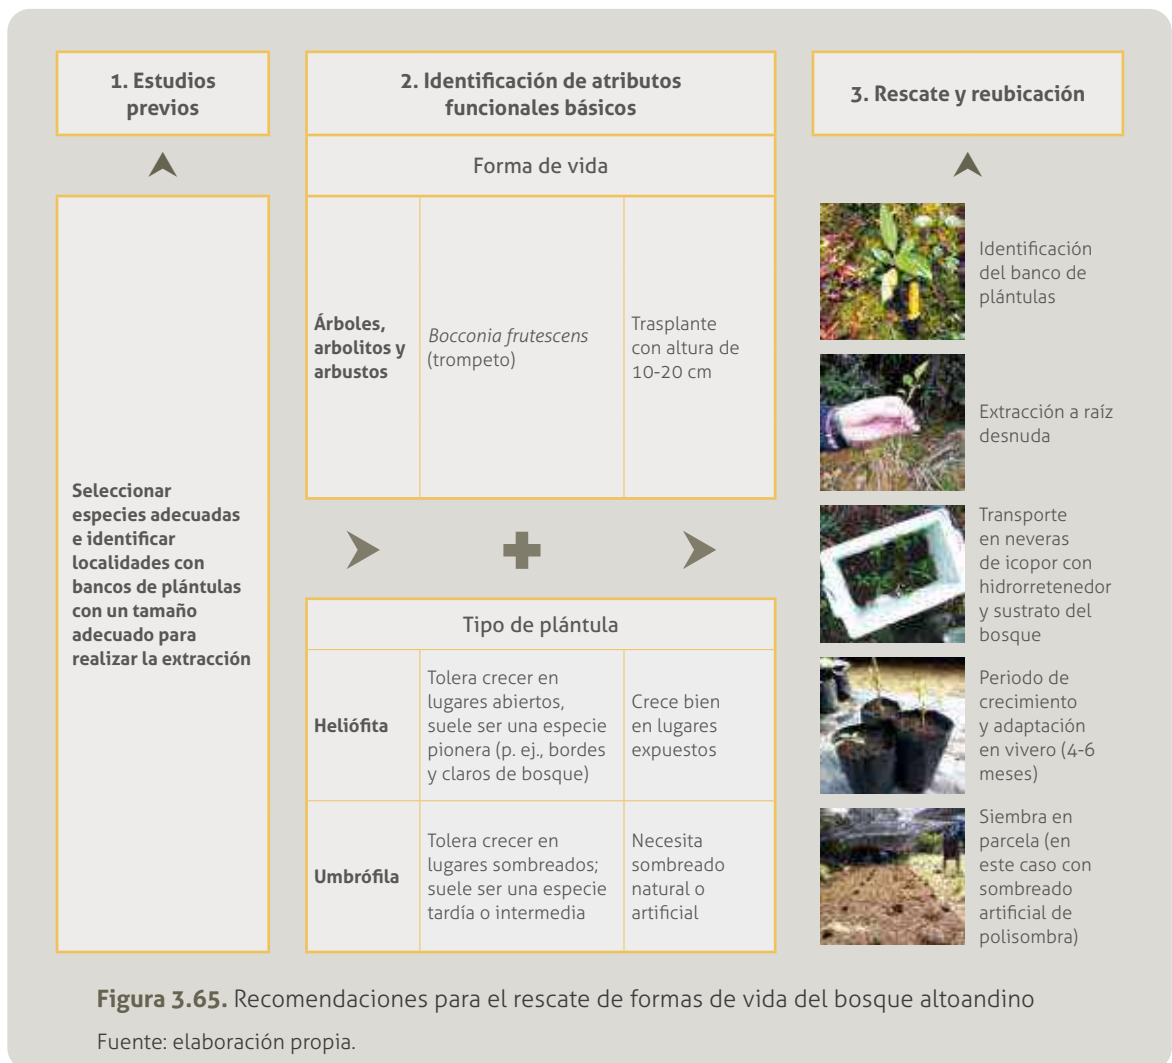 1. Estudios
previos
Seleccionar
especies adecuadas
e identificar
localidades con
bancos de plántulas
con un tamaño
adecuado para
realizar la extracción
2. Identificación de atributos
funcionales básicos
Forma de vida
Árboles,
arbolitos y
arbustos
Bocconia frutescens
(trompeto)
Trasplante
con altura de
10-20 cm
Tipo de plántula
Heliófita
Tolera crecer en
lugares abiertos,
suele ser una especie
pionera (p. ej., bordes
y claros de bosque)
Crece bien
en lugares
expuestos
Umbrófila
Tolera crecer en
lugares sombreados;
suele ser una especie
tardía o intermedia
Necesita
sombreado
natural o
artificial
3. Rescate y reubicación
Identificación
del banco de
plántulas
Extracción a raíz
desnuda
Transporte
en neveras
de icopor con
hidrorretenedor
y sustrato del
bosque
Periodo de
crecimiento
y adaptación
en vivero (4-6
meses)
Siembra en
parcela (en
este caso con
sombreado
artificial de
polisombra)
Figura 3.65. Recomendaciones para el rescate de formas de vida del bosque altoandino
Fuente: elaboración propia.